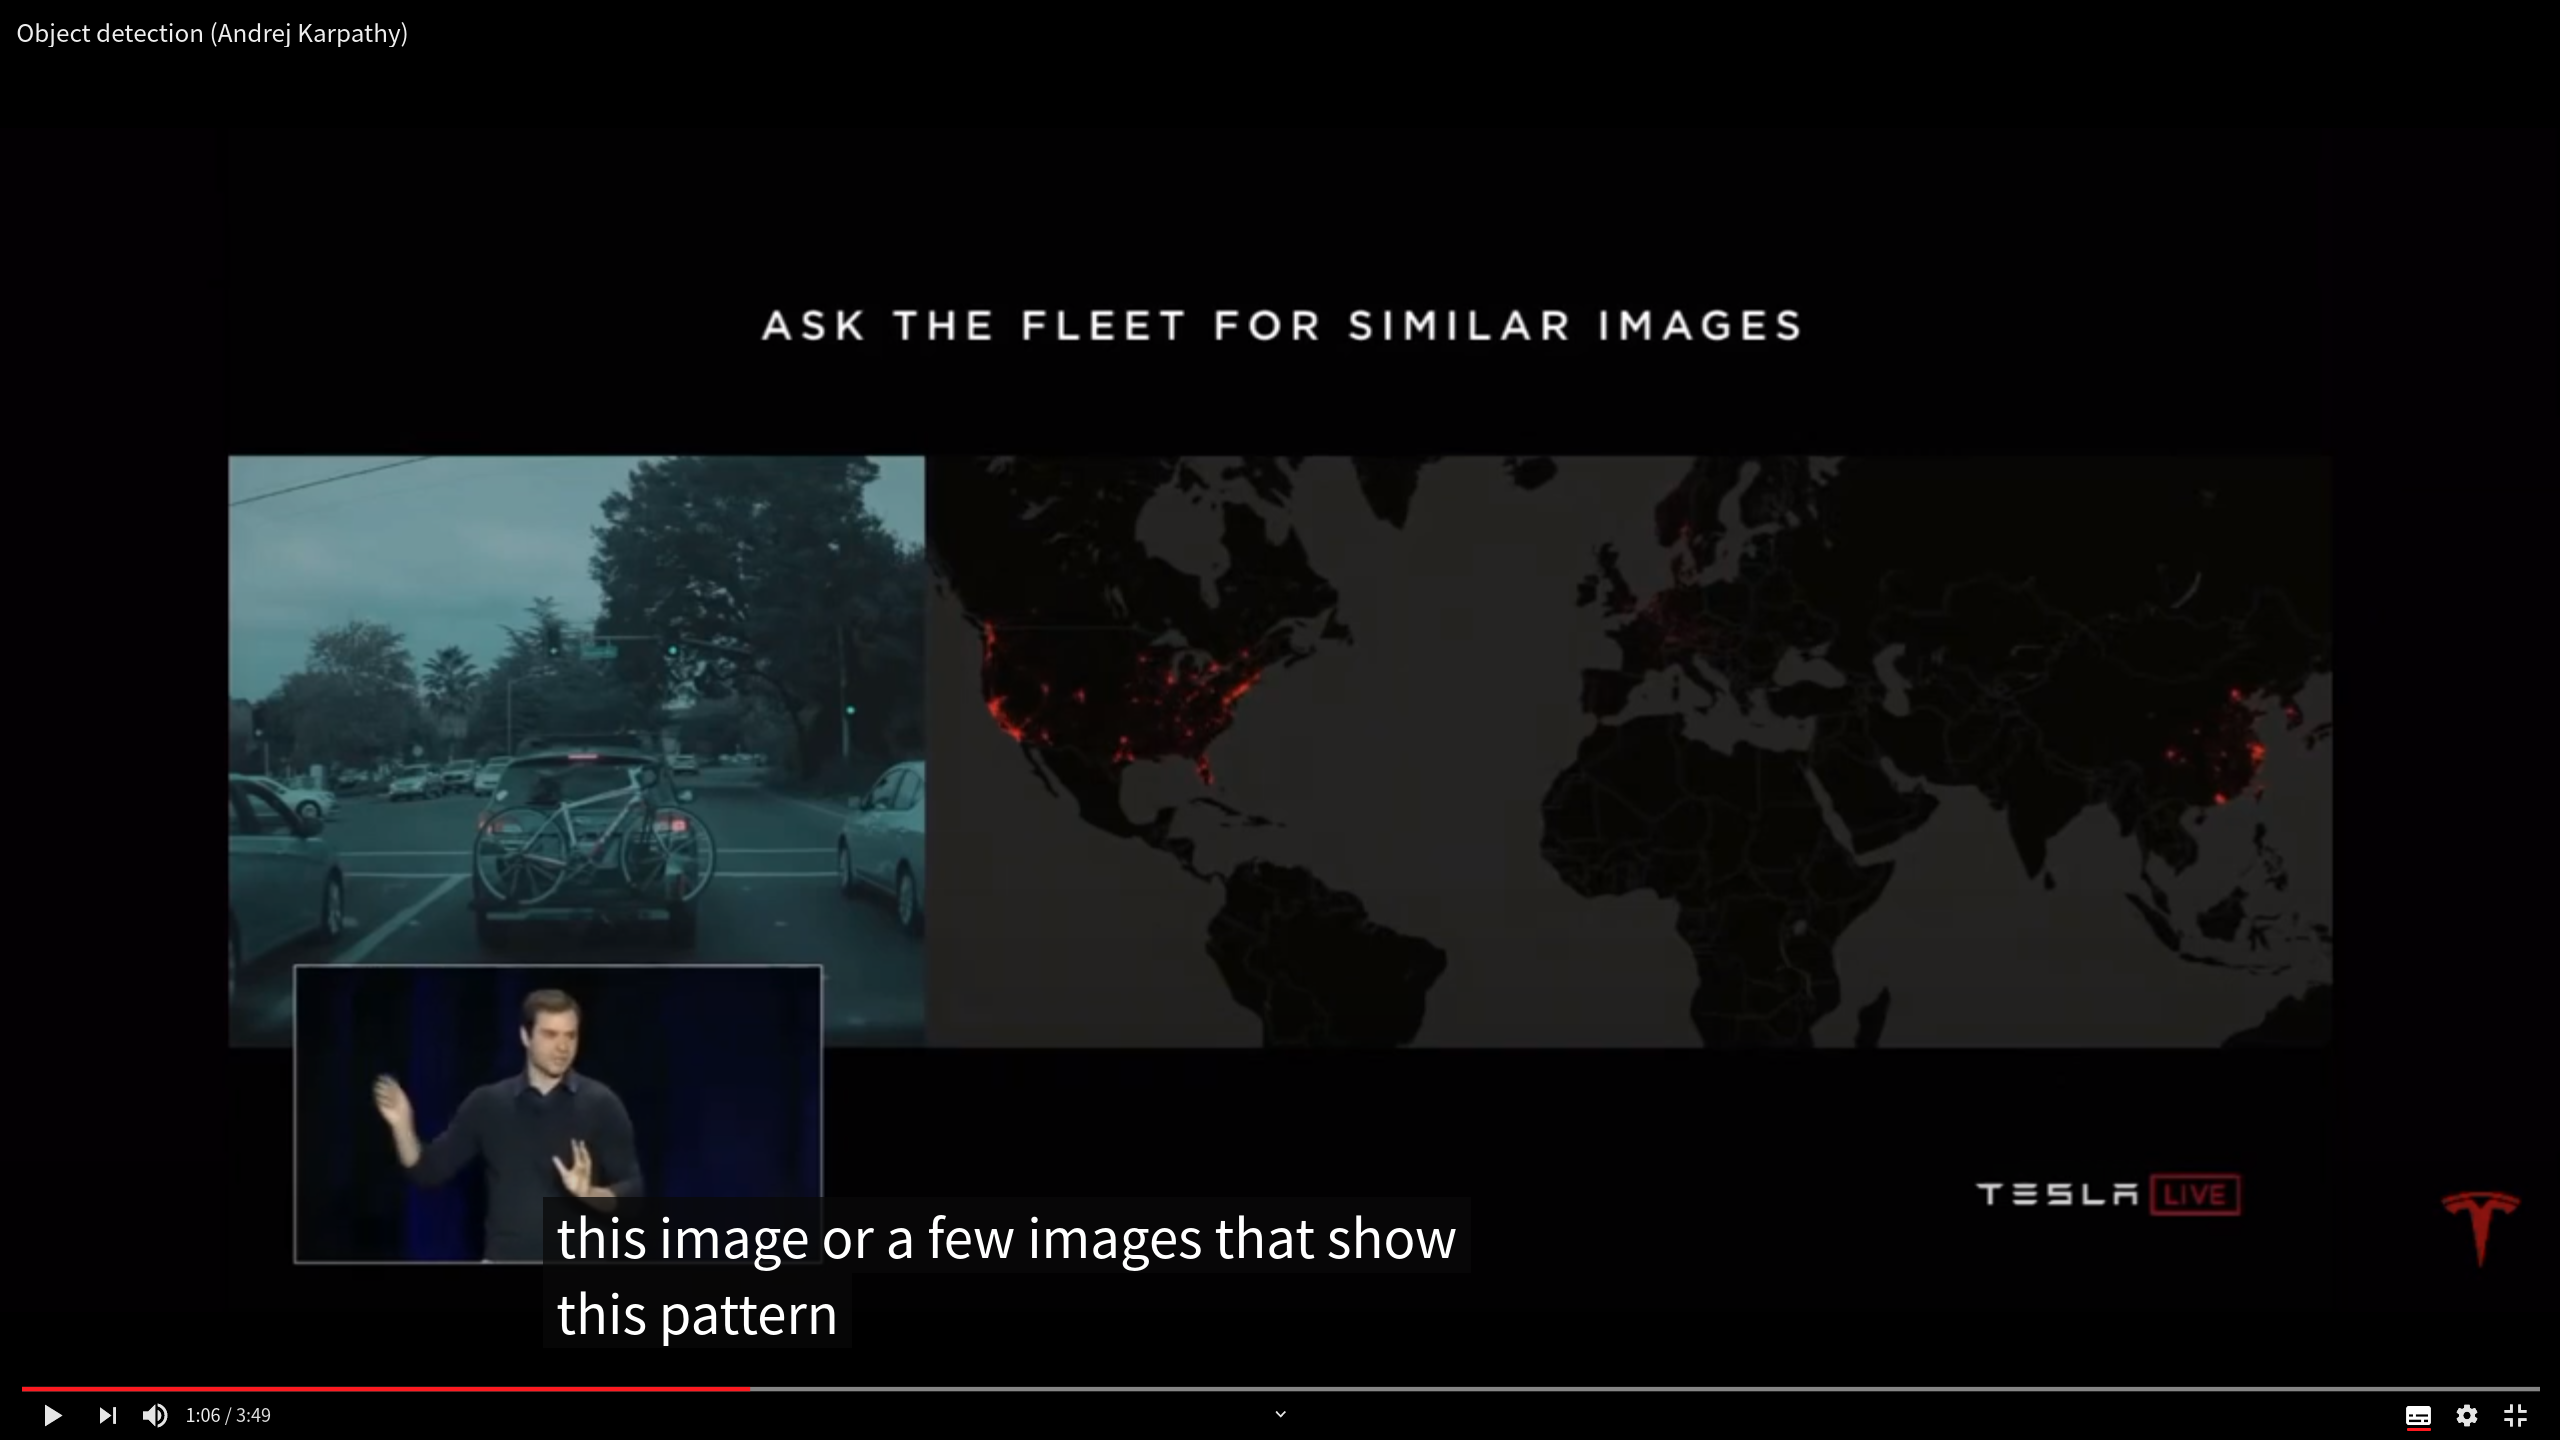 Object detection (Andrej Karpathy)
ASK THE FLEET FOR SIMILAR IMAGES
TESLA LIVE
this image or a few images that show
this pattern
1:06 / 3:49